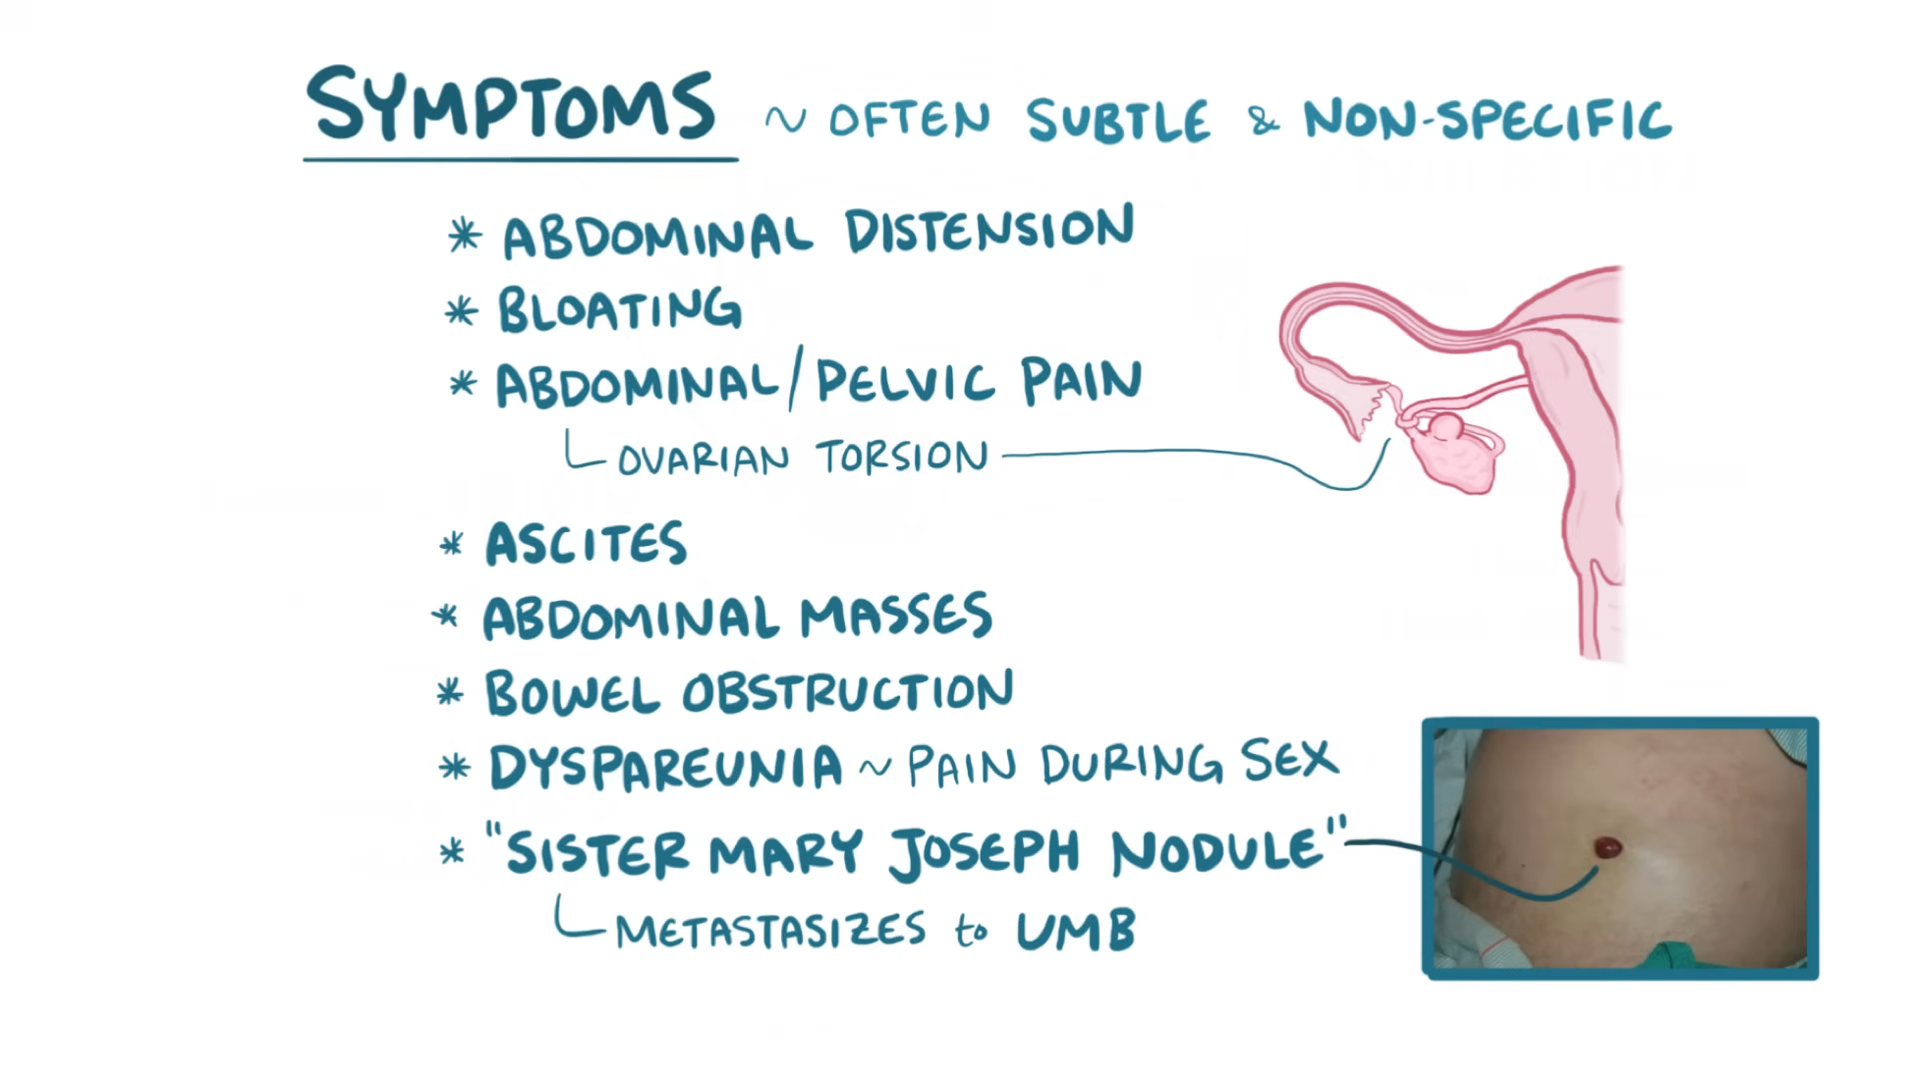 SYMPTOMS ~ OFTEN SUBTLE & NON-SPECIFIC
* ABDOMINAL DISTENSION
* BLOATING
* ABDOMINAL/PELVIC PAIN
OVARIAN TORSION
* ASCITES
* ABDOMINAL MASSES
* BOWEL OBSTRUCTION
* DYSPAREUNIA ~ PAIN DURING SEX
* "SISTER MARY JOSEPH NODULE"
METASTASIZES to UMB